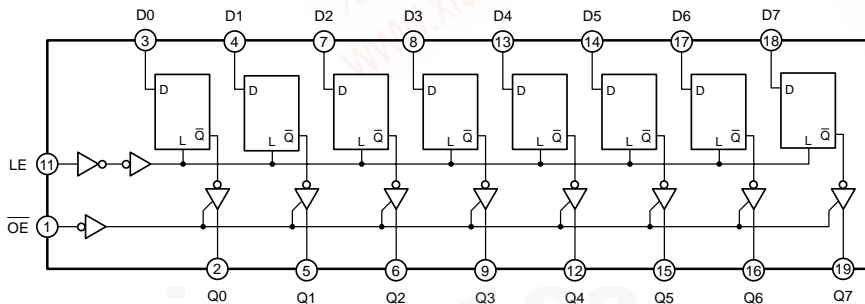 D0 D1 D2 D3 D4 D5 D6 D7
3 4 7 8 13 14 17 18
D D D D D D D D
L Q̅ L Q̅ L Q̅ L Q̅ L Q̅ L Q̅ L Q̅ L Q̅
LE 11
O̅E̅ 1
2 5 6 9 12 15 16 19
Q0 Q1 Q2 Q3 Q4 Q5 Q6 Q7